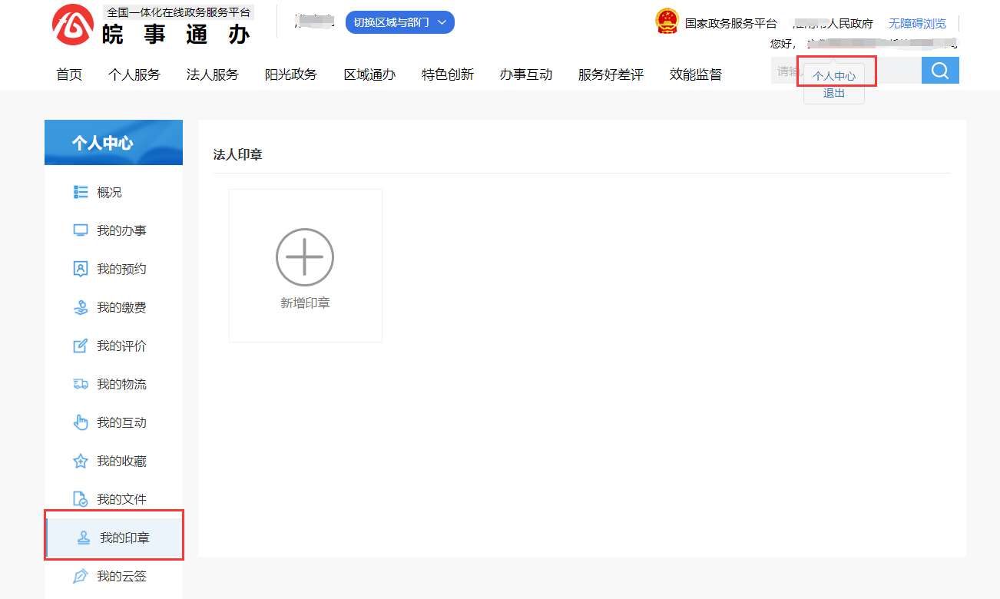 全国一体化在线政务服务平台
皖事通办
切换区域与部门
国家政务服务平台
人民政府
无障碍浏览
您好，
首页 个人服务 法人服务 阳光政务 区域通办 特色创新 办事互动 服务好差评 效能监督
请输
个人中心
退出
个人中心
概况
我的办事
我的预约
我的缴费
我的评价
我的物流
我的互动
我的收藏
我的文件
我的印章
我的云签
法人印章
新增印章